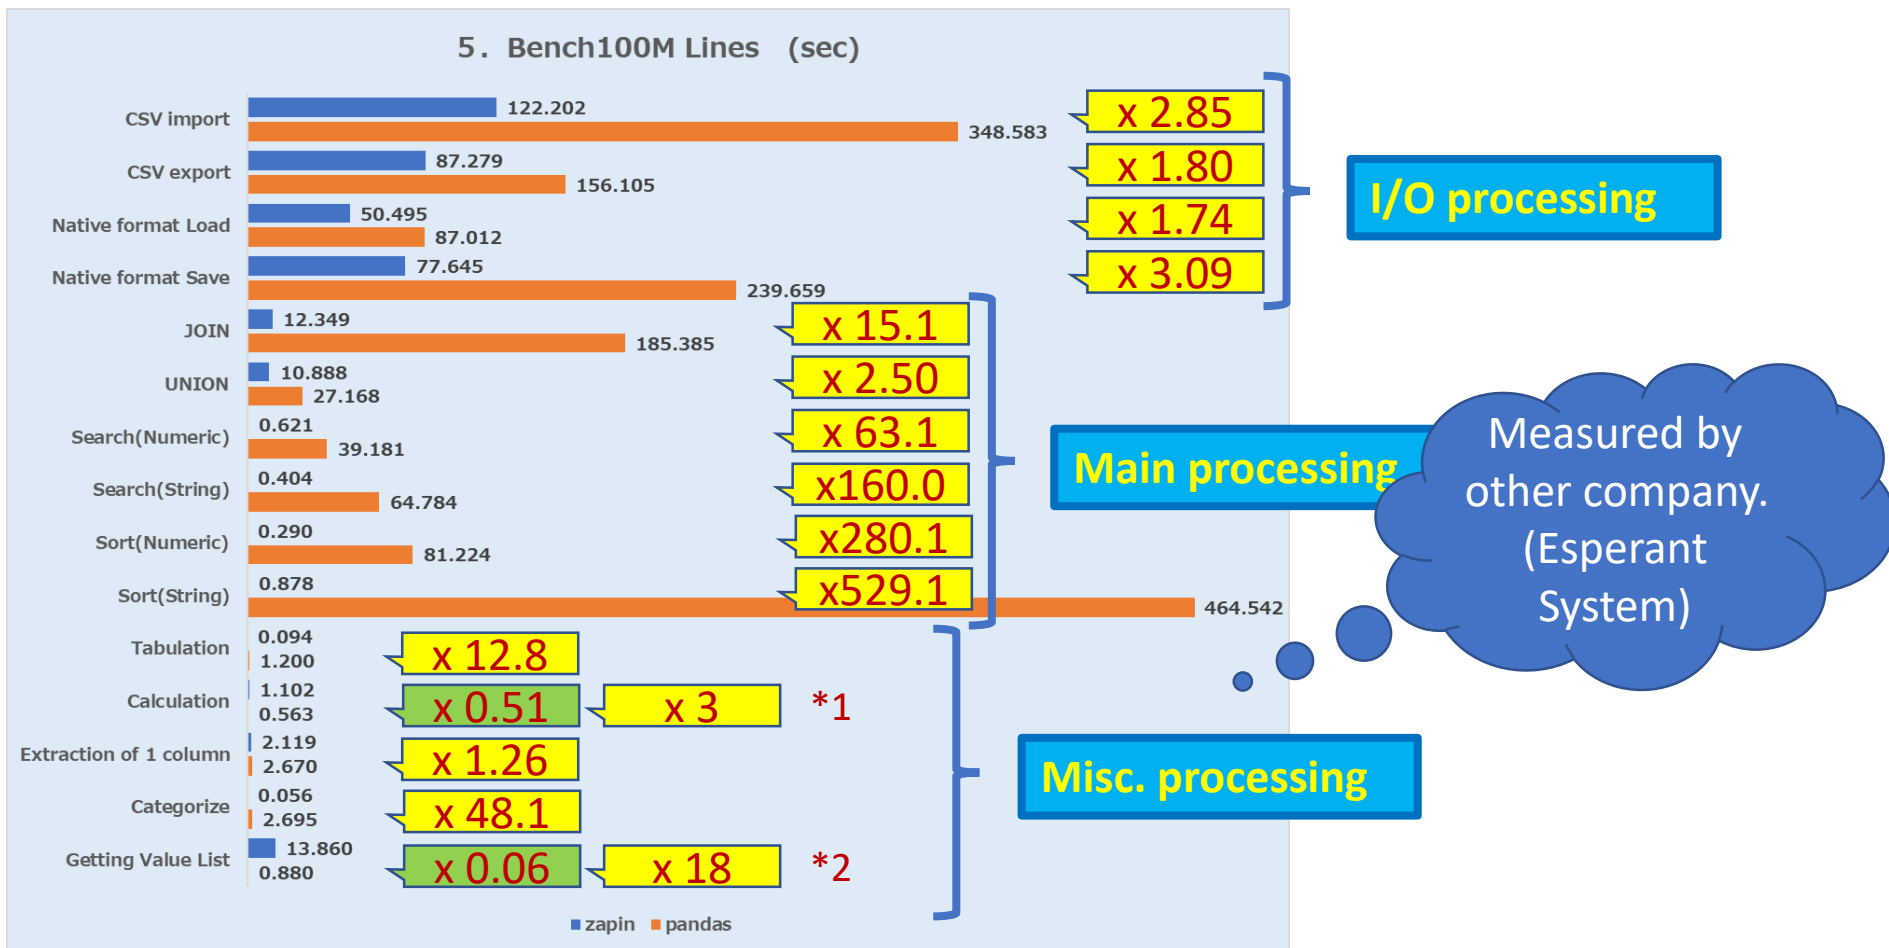 5. Bench100M Lines (sec)
CSV import
122.202
348.583
x 2.85
CSV export
87.279
156.105
x 1.80
Native format Load
50.495
87.012
x 1.74
Native format Save
77.645
239.659
x 3.09
I/O processing
JOIN
12.349
185.385
x 15.1
UNION
10.888
27.168
x 2.50
Search(Numeric)
0.621
39.181
x 63.1
Search(String)
0.404
64.784
x160.0
Sort(Numeric)
0.290
81.224
x280.1
Sort(String)
0.878
464.542
x529.1
Main processing
Measured by
other company.
(Esperant
System)
Tabulation
0.094
1.200
x 12.8
Calculation
1.102
0.563
x 0.51
x 3
*1
Extraction of 1 column
2.119
2.670
x 1.26
Categorize
0.056
2.695
x 48.1
Getting Value List
13.860
0.880
x 0.06
x 18
*2
Misc. processing
zapin
pandas